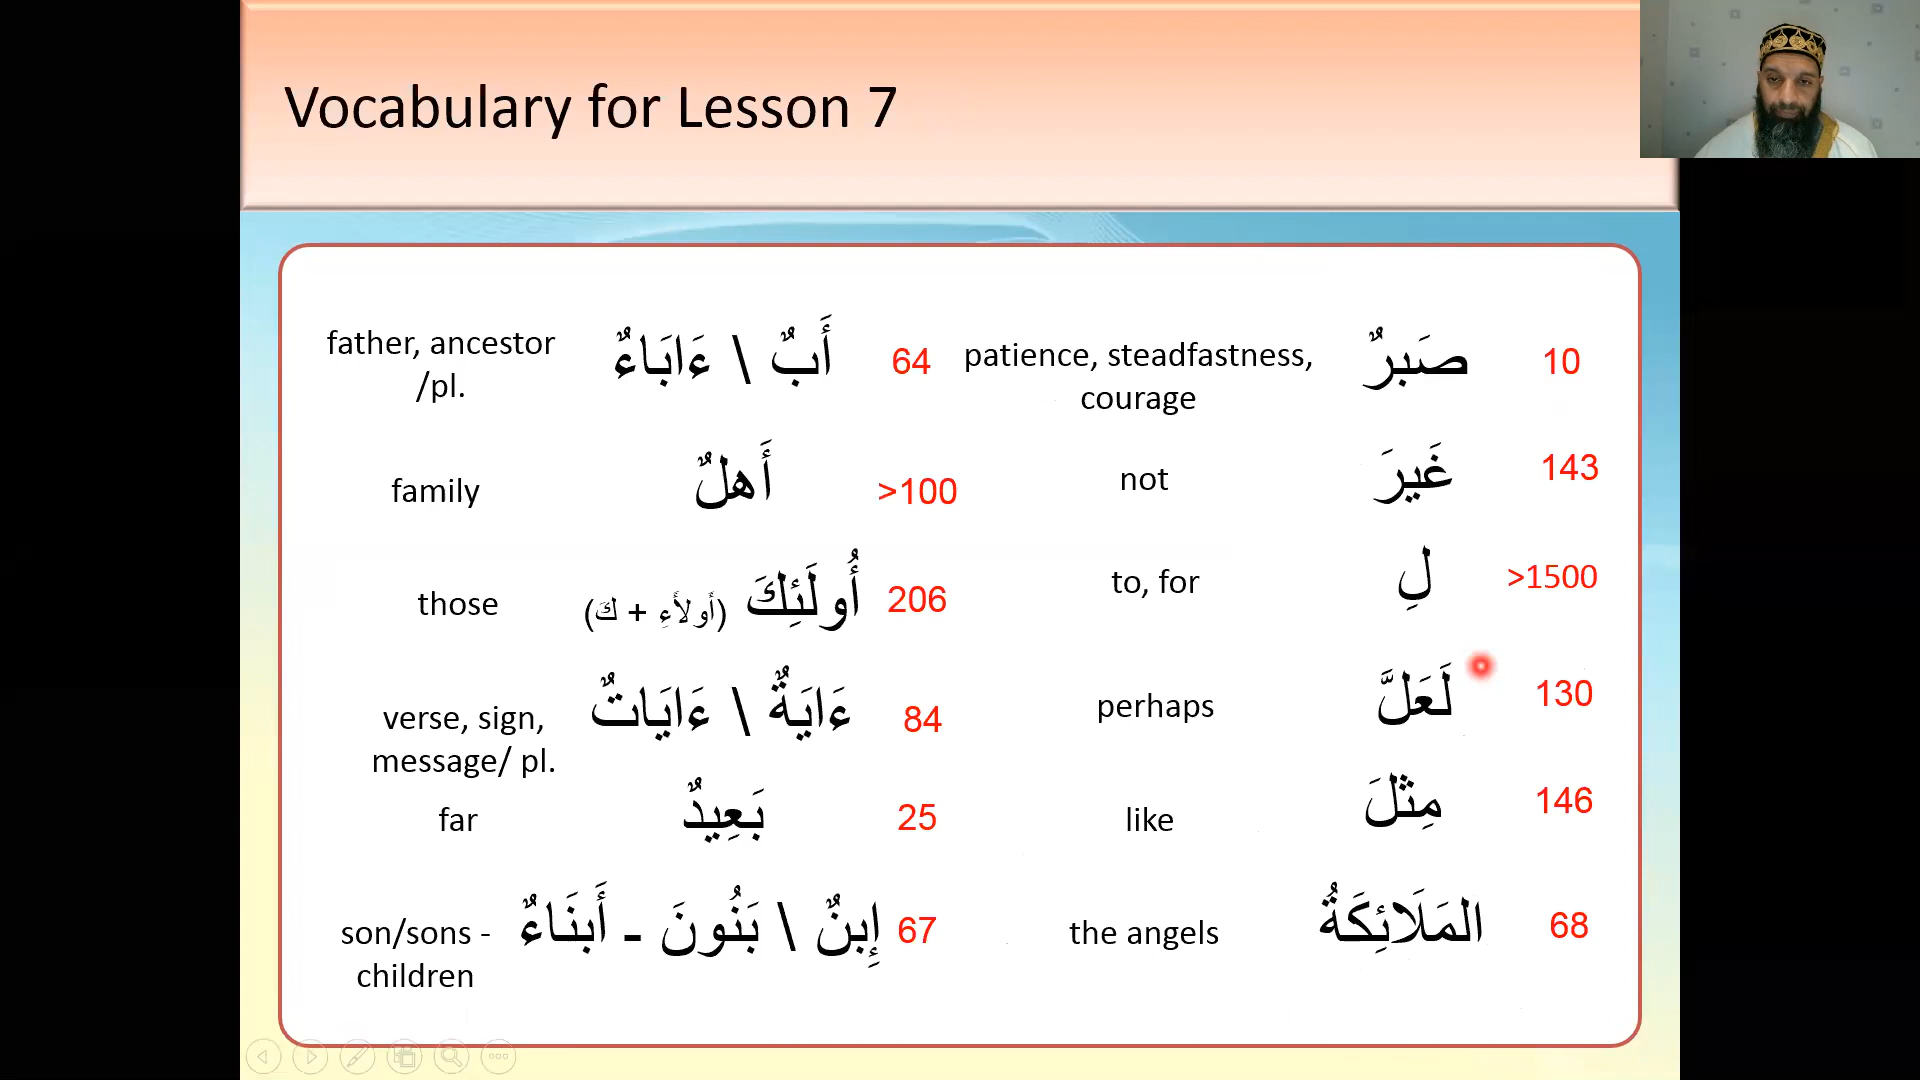 Vocabulary for Lesson 7
father, ancestor
/pl.
أَبٌ \ ءَابَاءٌ
64
patience, steadfastness,
courage
صَبرٌ
10
family
أَهلٌ
>100
not
غَيرَ
143
those
أُولَئِكَ (أولَأءِ + كَ)
206
to, for
لِ
>1500
verse, sign,
message/ pl.
ءَايَةٌ \ ءَايَاتٌ
84
perhaps
لَعَلَّ
130
far
بَعِيدٌ
25
like
مِثلَ
146
son/sons -
children
إِبنٌ \ بَنُونَ - أَبنَاءٌ
67
the angels
المَلَائِكَةُ
68